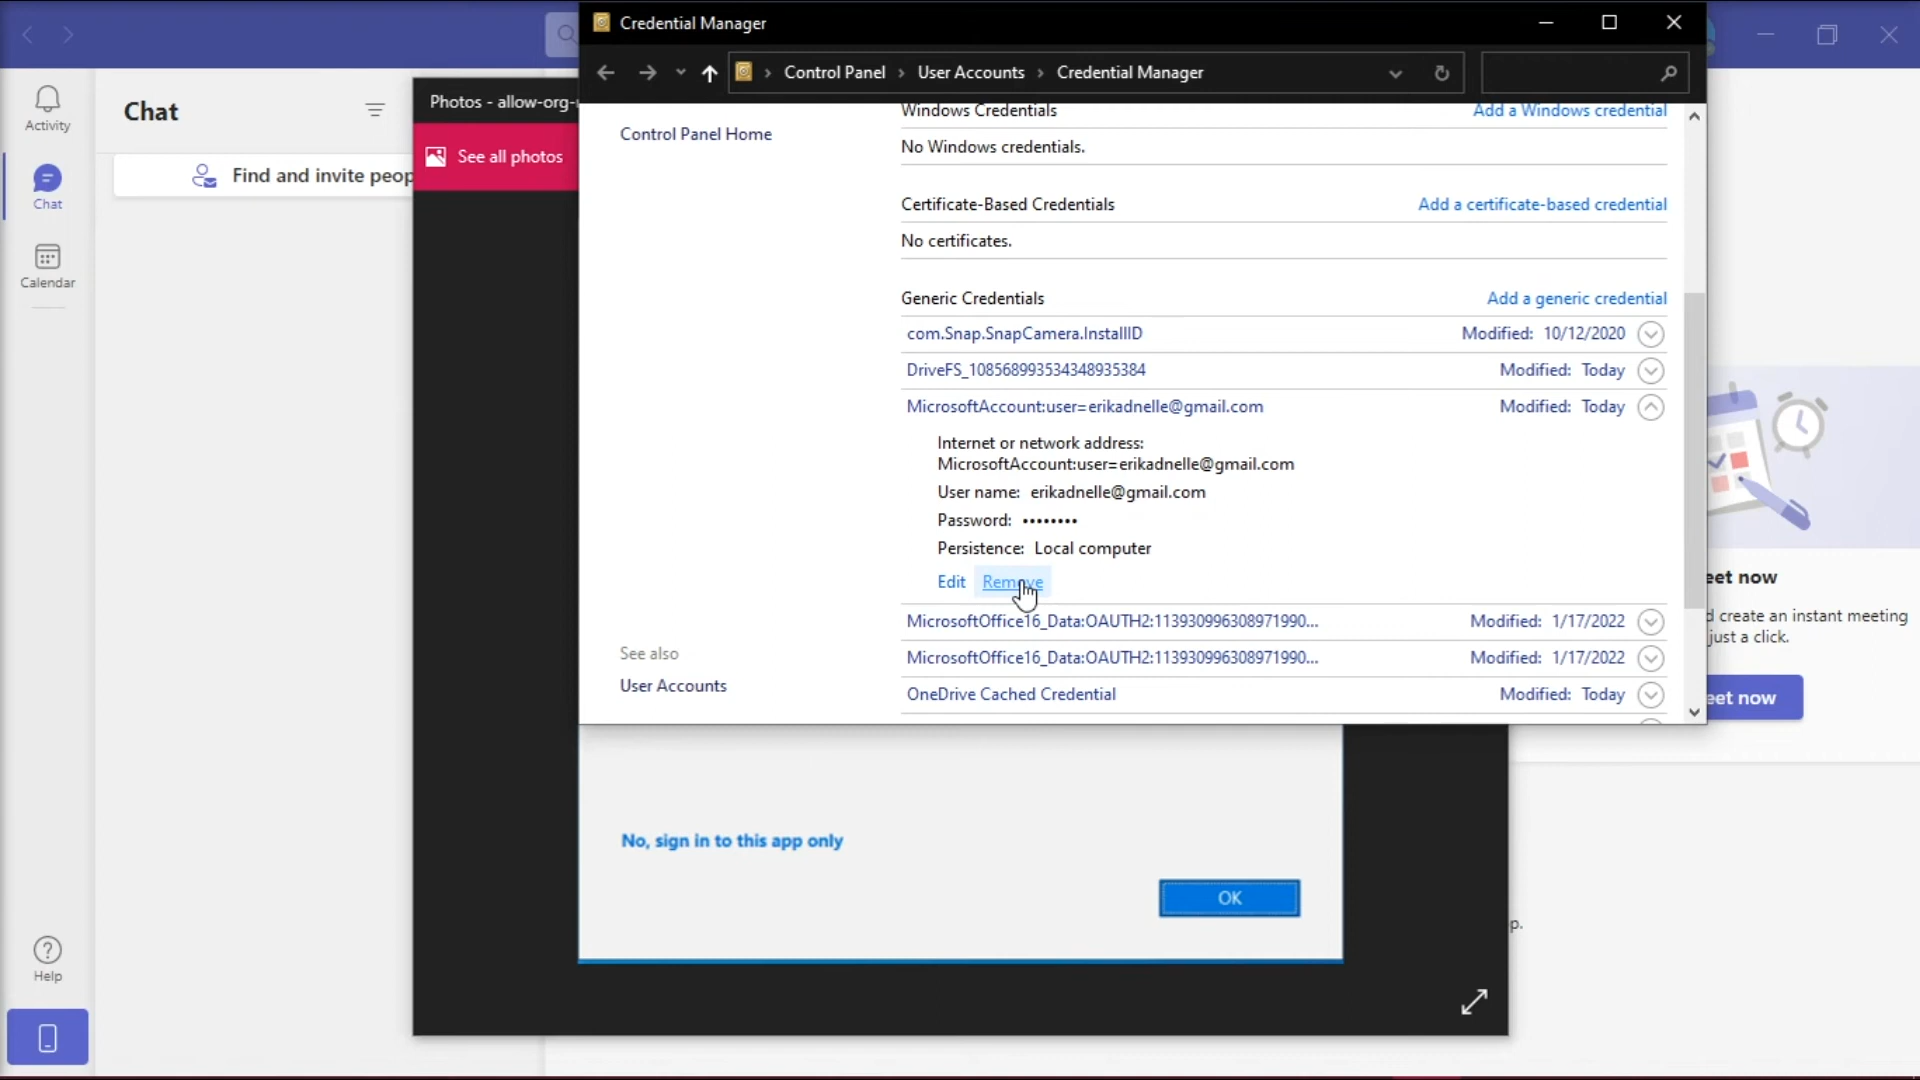 Credential Manager
Control Panel > User Accounts > Credential Manager
Activity
Chat
Calendar
Help
Chat
Find and invite peop
Photos - allow-org-
See all photos
Control Panel Home
See also
User Accounts
Windows Credentials Add a Windows credential
No Windows credentials.
Certificate-Based Credentials Add a certificate-based credential
No certificates.
Generic Credentials Add a generic credential
com.Snap.SnapCamera.InstallID Modified: 10/12/2020
DriveFS_108568993534348935384 Modified: Today
MicrosoftAccount:user=erikadnelle@gmail.com Modified: Today
Internet or network address:
MicrosoftAccount:user=erikadnelle@gmail.com
User name: erikadnelle@gmail.com
Password: ••••••••
Persistence: Local computer
Edit Remove
MicrosoftOffice16_Data:OAUTH2:113930996308971990... Modified: 1/17/2022
MicrosoftOffice16_Data:OAUTH2:113930996308971990... Modified: 1/17/2022
OneDrive Cached Credential Modified: Today
No, sign in to this app only
OK
eet now
d create an instant meeting
just a click.
eet now
p.